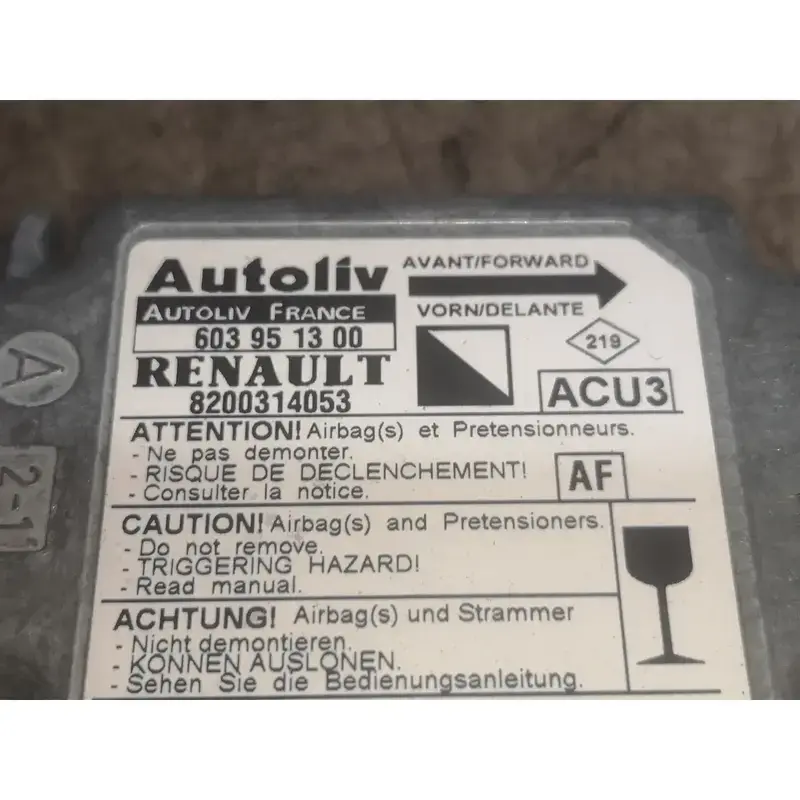 Autoliv
AVANT/FORWARD
AUTOLIV FRANCE
VORN/DELANTE
603 95 13 00
219
RENAULT
ACU3
8200314053
ATTENTION! Airbag(s) et Pretensionneurs.
- Ne pas demonter.
- RISQUE DE DECLENCHEMENT!
AF
- Consulter la notice.
CAUTION! Airbag(s) and Pretensioners.
- Do not remove.
- TRIGGERING HAZARD!
- Read manual.
ACHTUNG! Airbag(s) und Strammer
- Nicht demontieren.
- KONNEN AUSLONEN.
- Sehen Sie die Bedienungsanleitung.
A
2-1